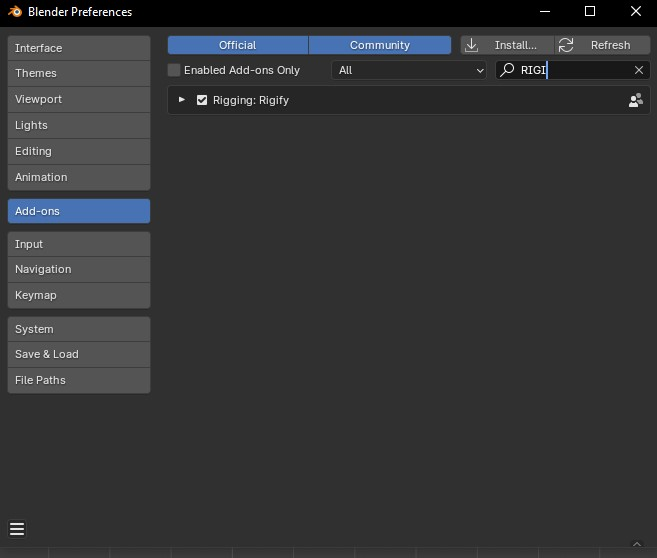 Blender Preferences
Interface
Themes
Viewport
Lights
Editing
Animation
Add-ons
Input
Navigation
Keymap
System
Save & Load
File Paths
Official
Community
Install...
Refresh
Enabled Add-ons Only
All
RIGI
Rigging: Rigify